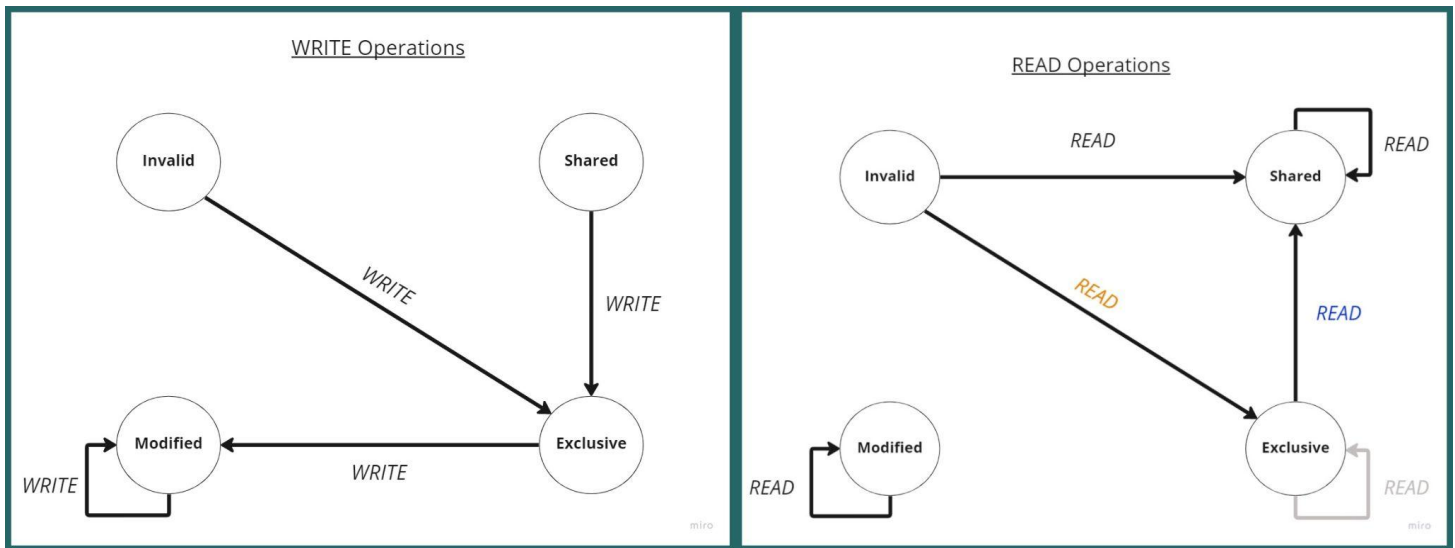 WRITE Operations
Invalid
Shared
WRITE
WRITE
Modified
Exclusive
WRITE
WRITE
miro
READ Operations
READ
READ
Invalid
Shared
READ
READ
Modified
Exclusive
READ
READ
miro